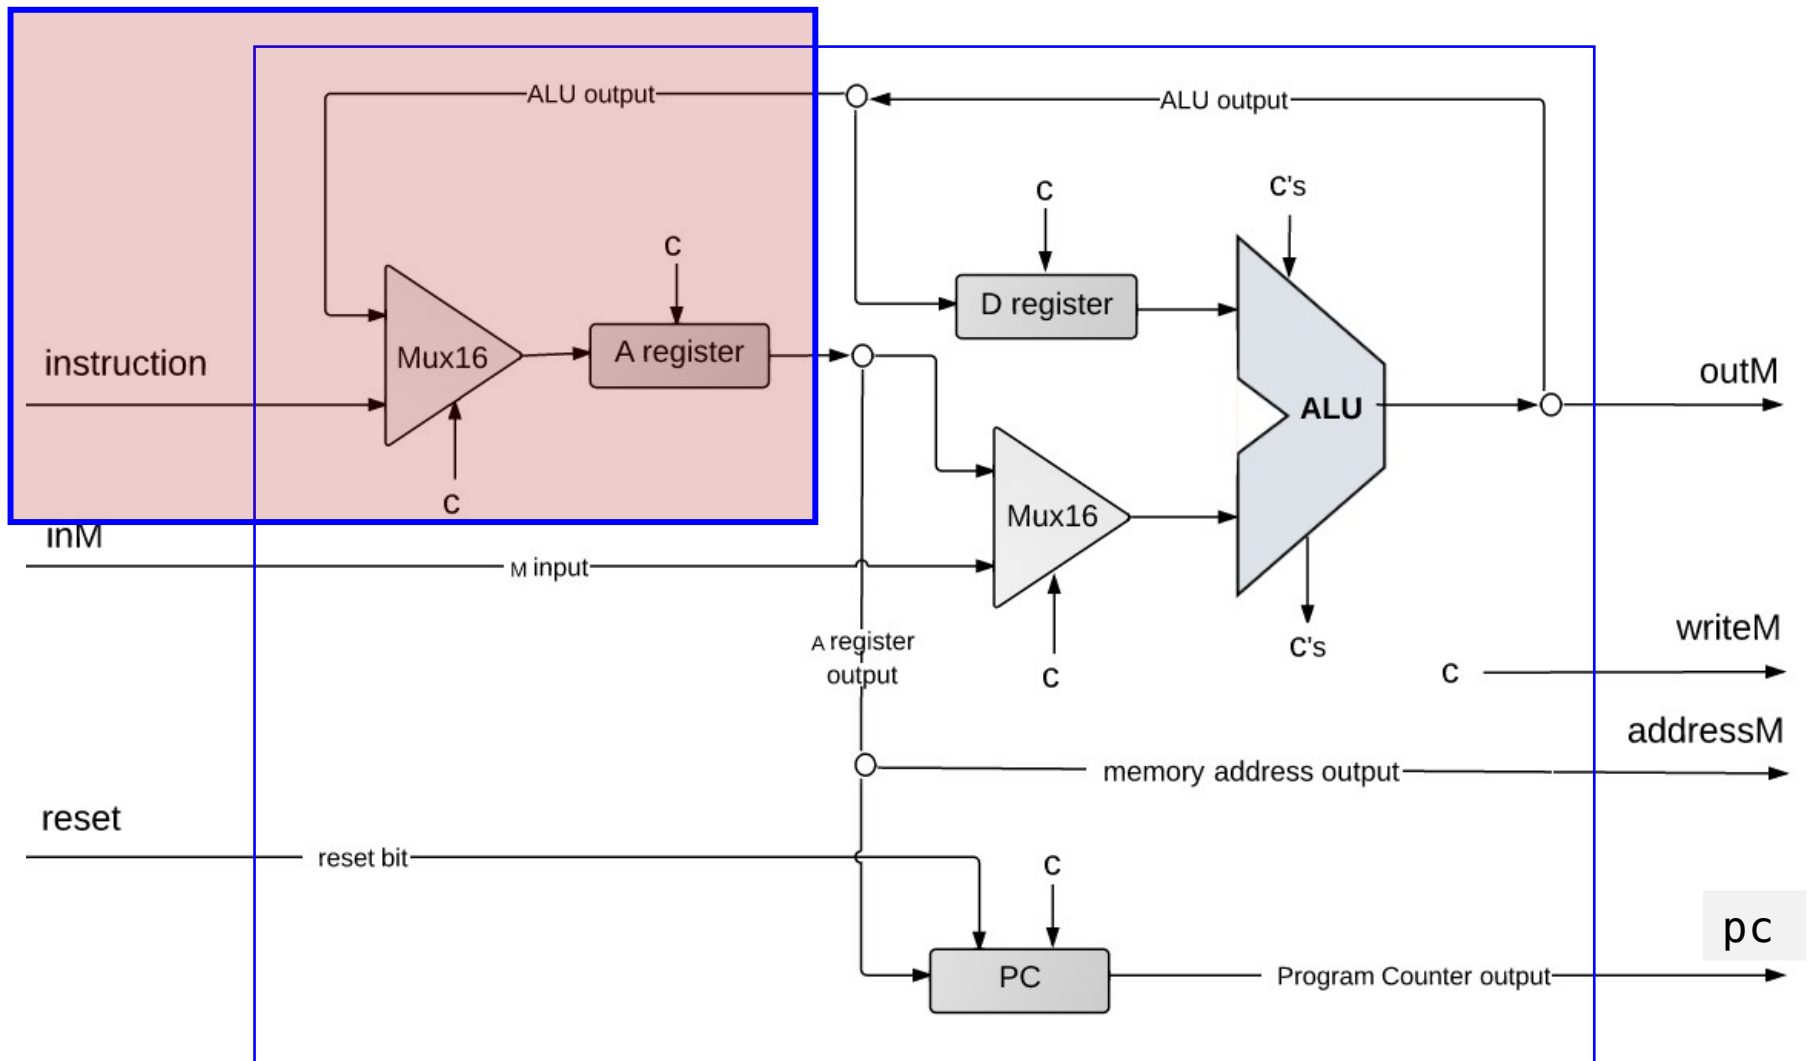 ALU output
ALU output
c
c's
c
D register
instruction
Mux16
A register
outM
ALU
c
Mux16
inM
M input
A register
output
c
c's
writeM
c
addressM
memory address output
reset
reset bit
c
pc
PC
Program Counter output